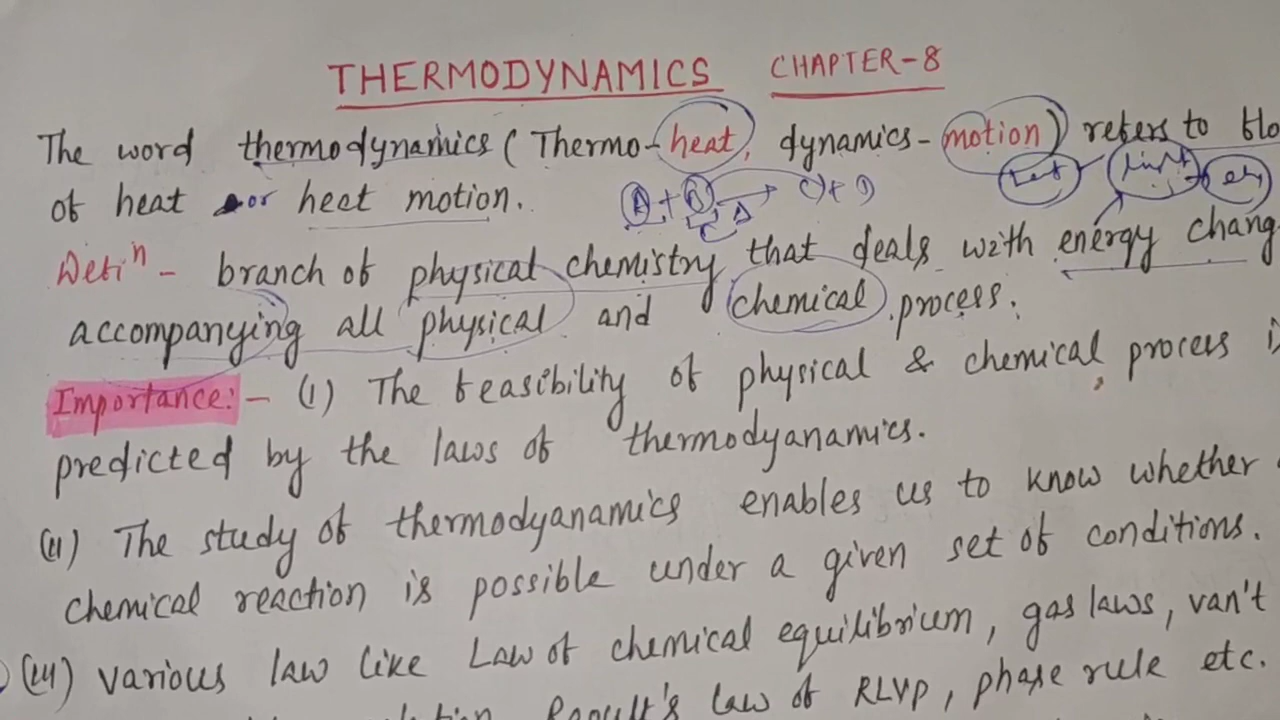 THERMODYNAMICS CHAPTER-8
The word thermodynamics (Thermo-heat, dynamics-motion) refers to flo
of heat or heat motion.
A + B → C + D
Δ
Defiⁿ - branch of physical chemistry that deals with energy chang
accompanying all physical and chemical process.
Importance:- (i) The feasibility of physical & chemical process i
predicted by the laws of thermodyanamics.
(ii) The study of thermodyanamics enables us to know whether
chemical reaction is possible under a given set of conditions.
(iii) various law like Law of chemical equilibrium, gas laws, van't
Raoult's law of RLVP, phase rule etc.